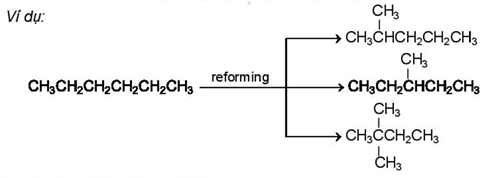 Ví dụ:
CH₃
CH₃CHCH₂CH₂CH₃
CH₃
CH₃CH₂CH₂CH₂CH₂CH₃ reforming CH₃CH₂CHCH₂CH₃
CH₃
CH₃CCH₂CH₃
CH₃